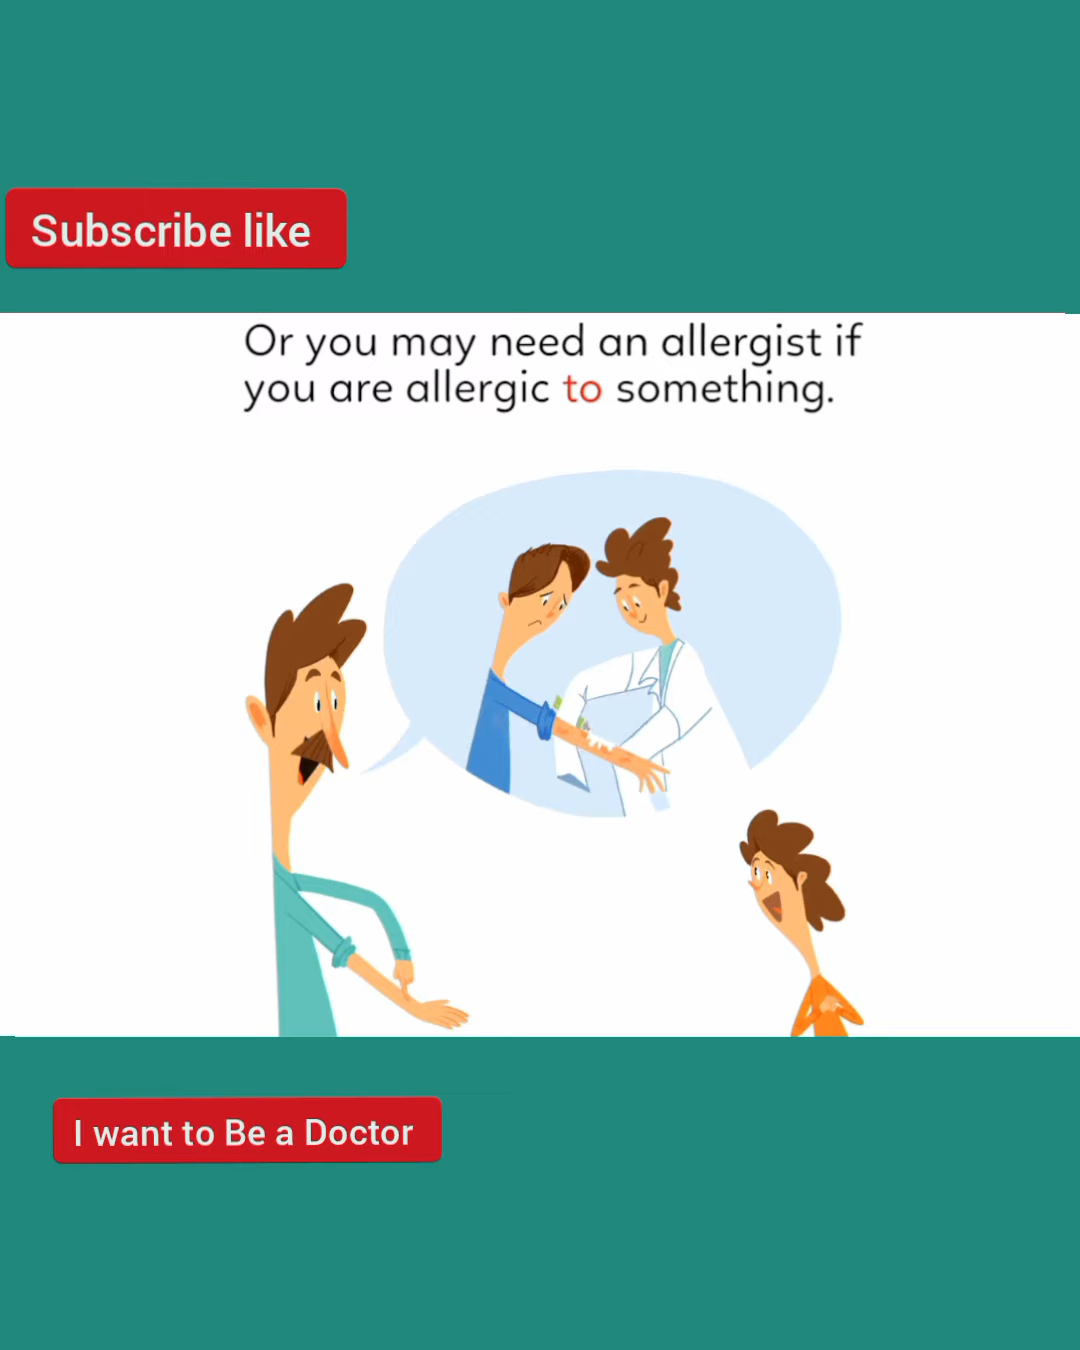 Subscribe like
Or you may need an allergist if
you are allergic to something.
I want to Be a Doctor